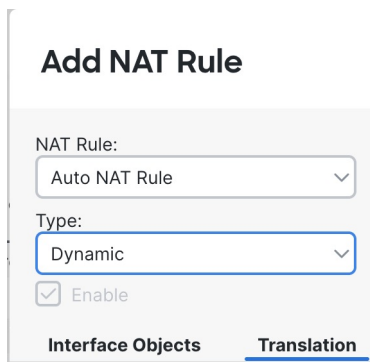 Add NAT Rule
NAT Rule:
Auto NAT Rule
Type:
Dynamic
Enable
Interface Objects Translation